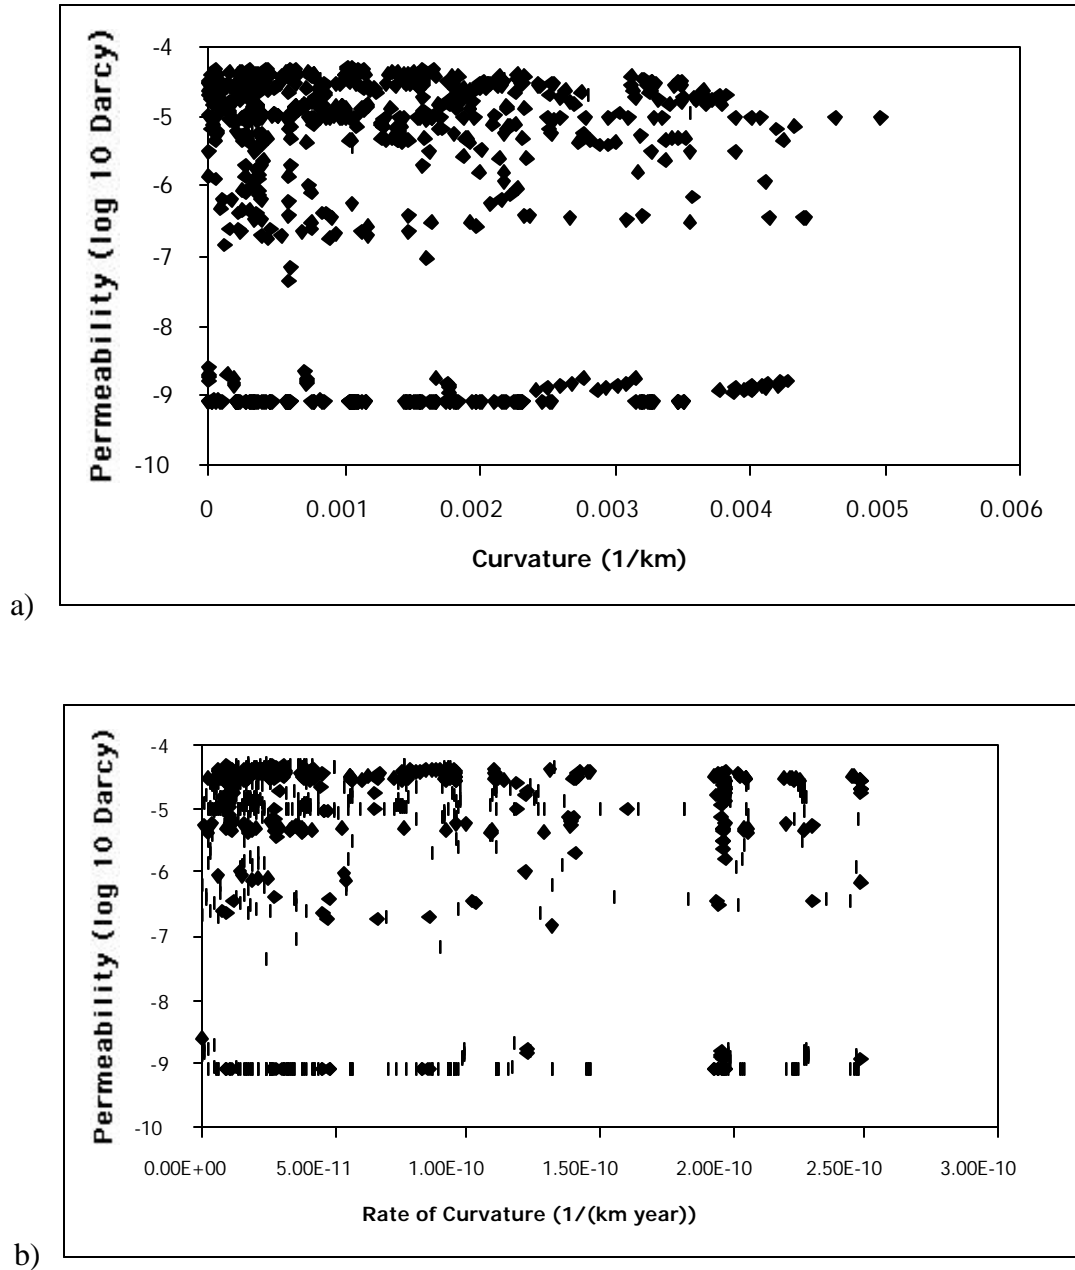 Permeability (log 10 Darcy)
-4
-5
-6
-7
-8
-9
-10
0 0.001 0.002 0.003 0.004 0.005 0.006
Curvature (1/km)
a)
Permeability (log 10 Darcy)
-4
-5
-6
-7
-8
-9
-10
0.00E+00 5.00E-11 1.00E-10 1.50E-10 2.00E-10 2.50E-10 3.00E-10
Rate of Curvature (1/(km year))
b)